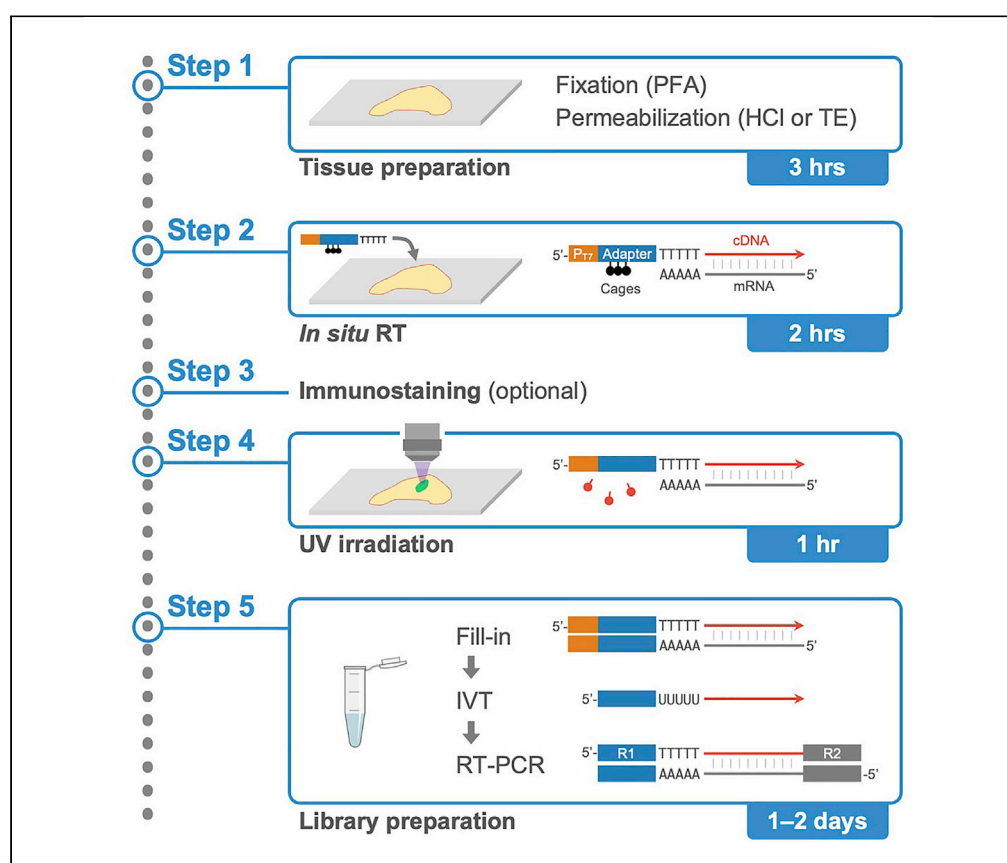 Step 1
Fixation (PFA)
Permeabilization (HCl or TE)
Tissue preparation
3 hrs
Step 2
TTTTT
5'- PT7 Adapter TTTTT cDNA
AAAAA 5'
Cages mRNA
In situ RT
2 hrs
Step 3
Immunostaining (optional)
Step 4
5'- TTTTT
AAAAA 5'
UV irradiation
1 hr
Step 5
Fill-in
5'- TTTTT
AAAAA 5'
IVT
5'- UUUUU
RT-PCR
5'- R1 TTTTT R2
AAAAA -5'
Library preparation
1–2 days